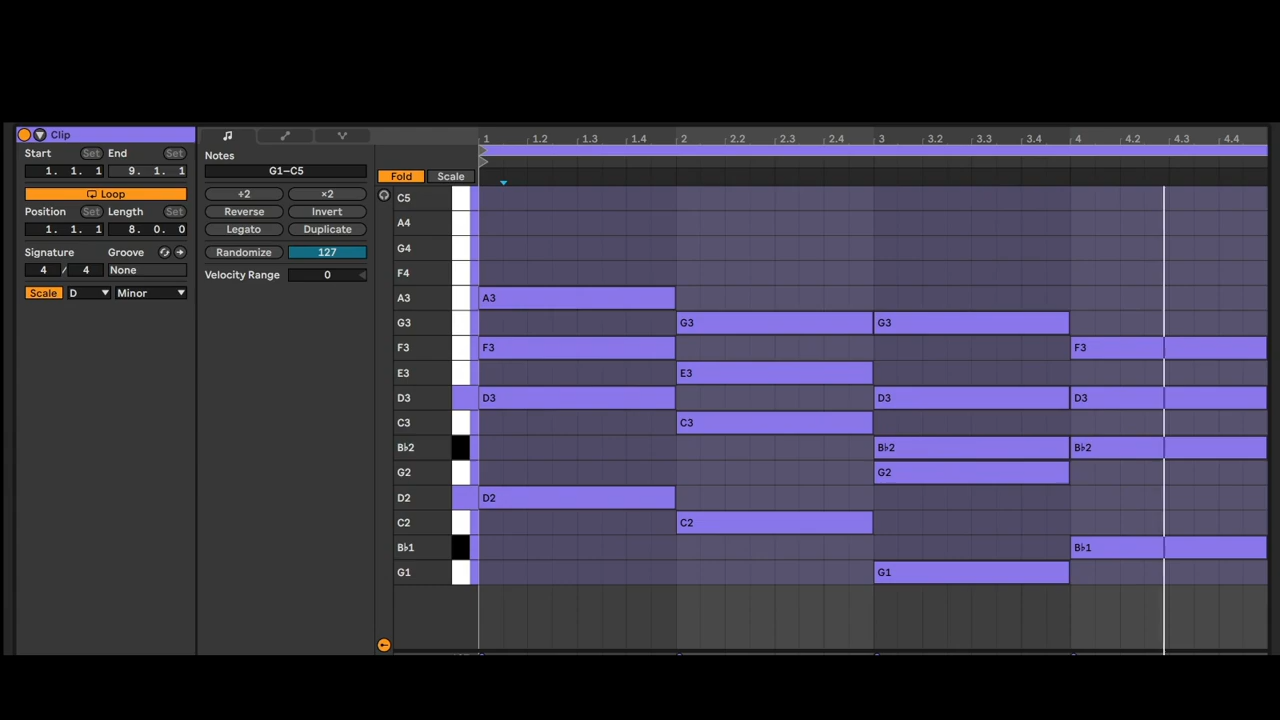 Clip
Start Set End Set
1. 1. 1 9. 1. 1
Loop
Position Set Length Set
1. 1. 1 8. 0. 0
Signature Groove
4 / 4 None
Scale D Minor
Notes
G1–C5
÷2 ×2
Reverse Invert
Legato Duplicate
Randomize 127
Velocity Range 0
1 1.2 1.3 1.4 2 2.2 2.3 2.4 3 3.2 3.3 3.4 4 4.2 4.3 4.4
Fold Scale
C5
A4
G4
F4
A3 A3
G3 G3 G3
F3 F3 F3
E3 E3
D3 D3 D3 D3
C3 C3
B♭2 B♭2 B♭2
G2 G2
D2 D2
C2 C2
B♭1 B♭1
G1 G1